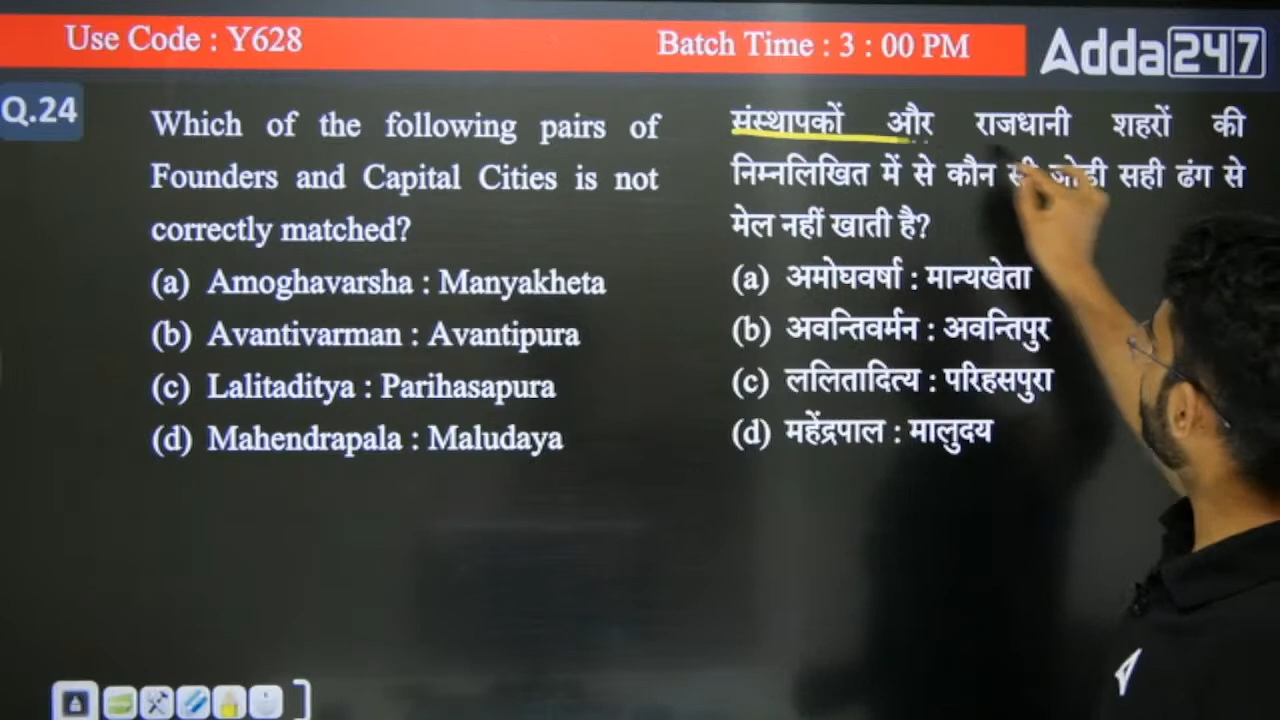 Use Code : Y628
Batch Time : 3 : 00 PM
Adda247
Q.24
Which of the following pairs of
Founders and Capital Cities is not
correctly matched?
(a) Amoghavarsha : Manyakheta
(b) Avantivarman : Avantipura
(c) Lalitaditya : Parihasapura
(d) Mahendrapala : Maludaya
संस्थापकों और राजधानी शहरों की
निम्नलिखित में से कौन सी जोड़ी सही ढंग से
मेल नहीं खाती है?
(a) अमोघवर्षा : मान्यखेता
(b) अवन्तिवर्मन : अवन्तिपुर
(c) ललितादित्य : परिहसपुरा
(d) महेंद्रपाल : मालुदय